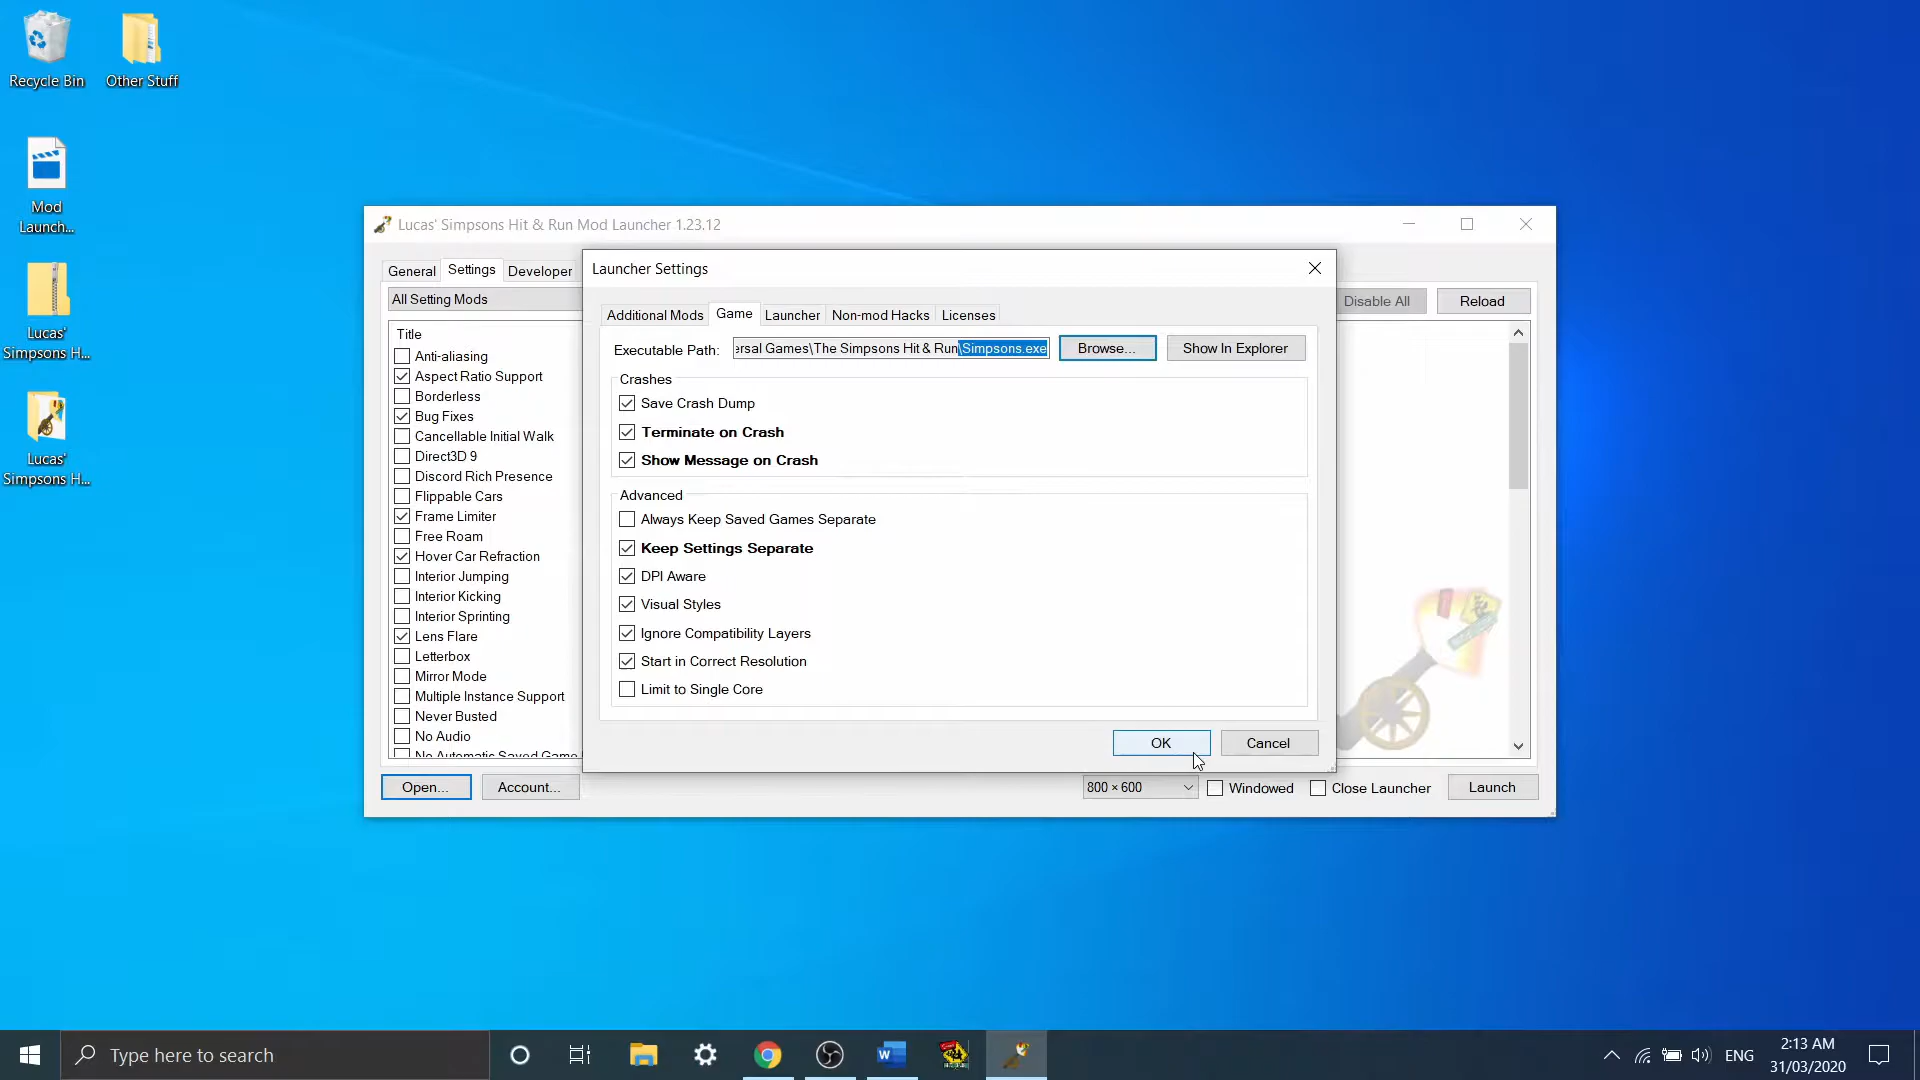 Recycle Bin
Other Stuff
Mod
Launch...
Lucas'
Simpsons H...
Lucas'
Simpsons H...
Lucas' Simpsons Hit & Run Mod Launcher 1.23.12
General
Settings
Developer
All Setting Mods
Disable All
Reload
Title
Anti-aliasing
Aspect Ratio Support
Borderless
Bug Fixes
Cancellable Initial Walk
Direct3D 9
Discord Rich Presence
Flippable Cars
Frame Limiter
Free Roam
Hover Car Refraction
Interior Jumping
Interior Kicking
Interior Sprinting
Lens Flare
Letterbox
Mirror Mode
Multiple Instance Support
Never Busted
No Audio
No Automatic Saved Game
Launcher Settings
Additional Mods
Game
Launcher
Non-mod Hacks
Licenses
Executable Path:
ersal Games\The Simpsons Hit & Run\Simpsons.exe
Browse...
Show In Explorer
Crashes
Save Crash Dump
Terminate on Crash
Show Message on Crash
Advanced
Always Keep Saved Games Separate
Keep Settings Separate
DPI Aware
Visual Styles
Ignore Compatibility Layers
Start in Correct Resolution
Limit to Single Core
OK
Cancel
Open...
Account...
800 × 600
Windowed
Close Launcher
Launch
Type here to search
W
ENG
2:13 AM
31/03/2020